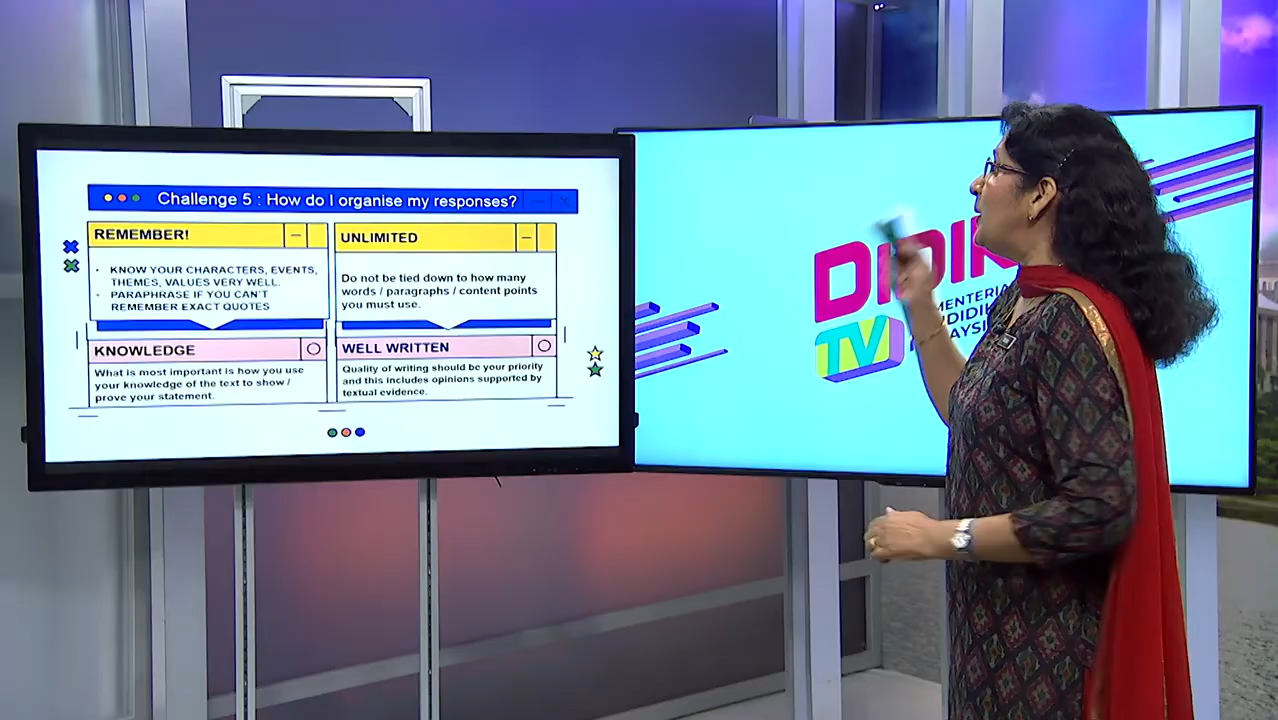 Challenge 5 : How do I organise my responses?
REMEMBER!
• KNOW YOUR CHARACTERS, EVENTS,
THEMES, VALUES VERY WELL.
• PARAPHRASE IF YOU CAN'T
REMEMBER EXACT QUOTES
UNLIMITED
Do not be tied down to how many
words / paragraphs / content points
you must use.
KNOWLEDGE
What is most important is how you use
your knowledge of the text to show /
prove your statement.
WELL WRITTEN
Quality of writing should be your priority
and this includes opinions supported by
textual evidence.
DIDIK
TV